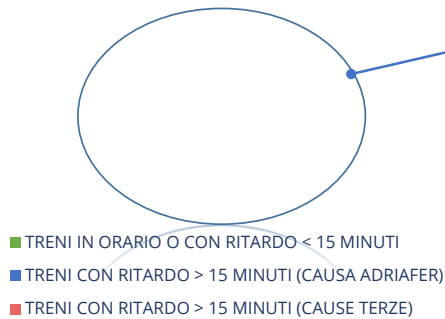 TRENI IN ORARIO O CON RITARDO < 15 MINUTI
TRENI CON RITARDO > 15 MINUTI (CAUSA ADRIAFER)
TRENI CON RITARDO > 15 MINUTI (CAUSE TERZE)